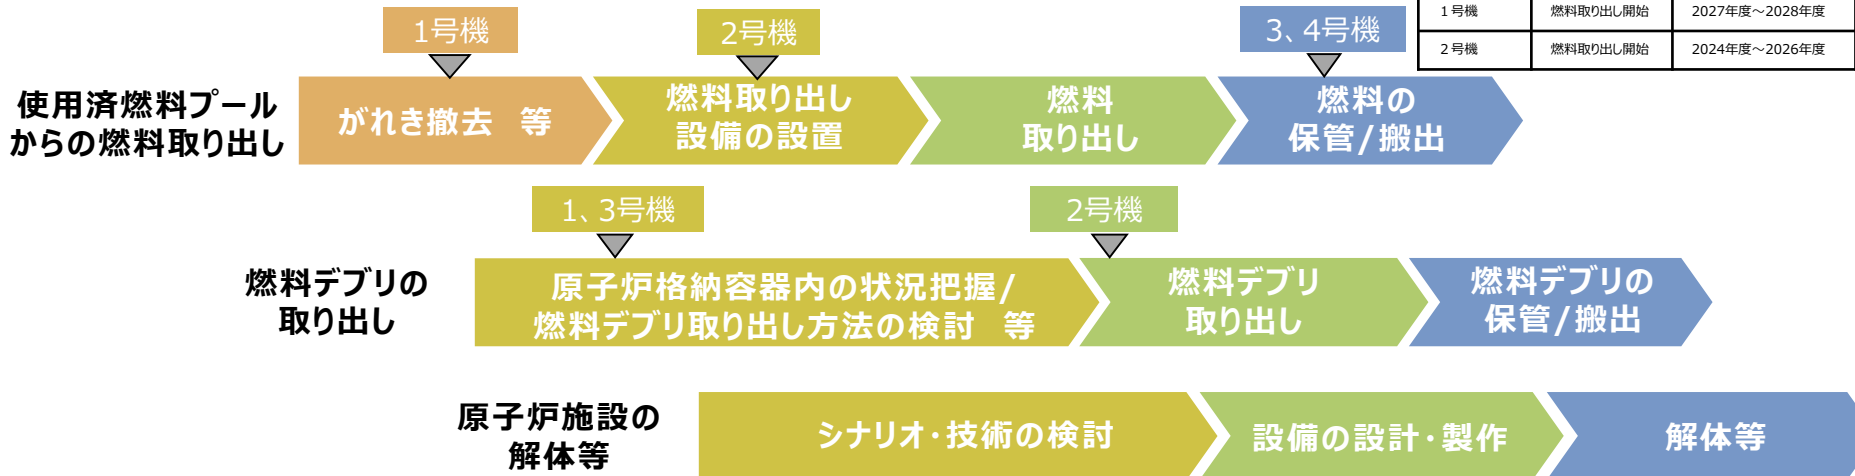 1号機 燃料取り出し開始 2027年度～2028年度
2号機 燃料取り出し開始 2024年度～2026年度
1号機
2号機
3、4号機
使用済燃料プール
からの燃料取り出し
がれき撤去　等
燃料取り出し
設備の設置
燃料
取り出し
燃料の
保管/搬出
1、3号機
2号機
燃料デブリの
取り出し
原子炉格納容器内の状況把握/
燃料デブリ取り出し方法の検討　等
燃料デブリ
取り出し
燃料デブリの
保管/搬出
原子炉施設の
解体等
シナリオ･技術の検討
設備の設計･製作
解体等